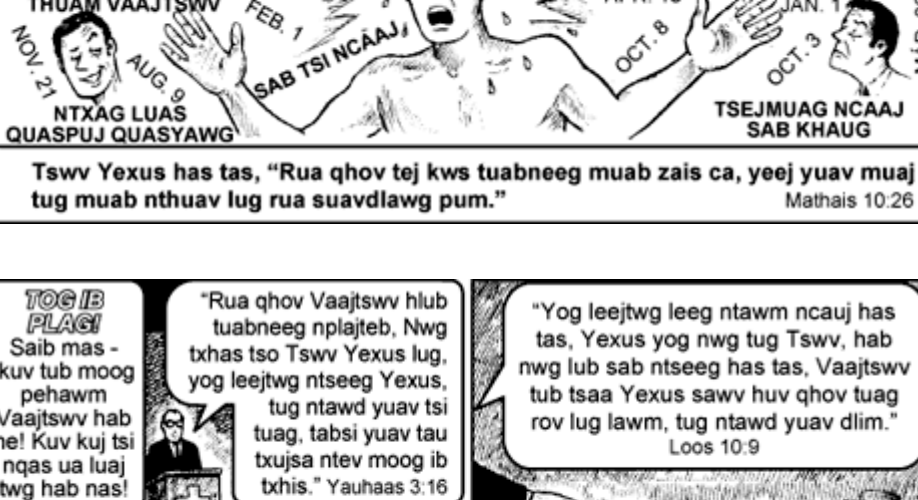 THUAM VAAJTSWV
NOV. 21
AUG. 9
FEB. 1
SAB TSI NCAAJ
OCT. 8
JAN. 1
OCT. 3
NTXAG LUAS
QUASPUJ QUASYAWG
TSEJMUAG NCAAJ
SAB KHAUG
Tswv Yexus has tas, “Rua qhov tej kws tuabneeg muab zais ca, yeej yuav muaj
tug muab nthuav lug rua suavdlawg pum.”
Mathais 10:26
TOG IB
PLAG!
Saib mas -
kuv tub moog
pehawm
Vaajtswv hab
ne! Kuv kuj tsi
nqas ua luaj
twg hab nas!
“Rua qhov Vaajtswv hlub
tuabneeg nplajteb, Nwg
txhas tso Tswv Yexus lug,
yog leejtwg ntseeg Yexus,
tug ntawd yuav tsi
tuag, tabsi yuav tau
txujsa ntev moog ib
txhis.” Yauhaas 3:16
“Yog leejtwg leeg ntawm ncauj has
tas, Yexus yog nwg tug Tswv, hab
nwg lub sab ntseeg has tas, Vaajtswv
tub tsaa Yexus sawv huv qhov tuag
rov lug lawm, tug ntawd yuav dlim.”
Loos 10:9